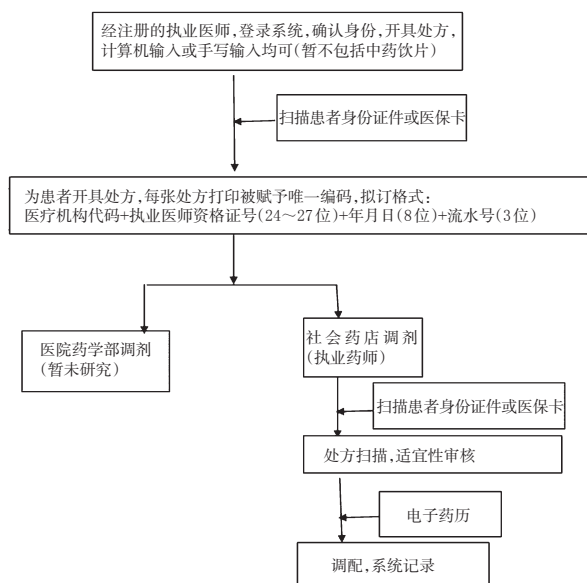 经注册的执业医师,登录系统,确认身份,开具处方,
计算机输入或手写输入均可(暂不包括中药饮片)
扫描患者身份证件或医保卡
为患者开具处方,每张处方打印被赋予唯一编码,拟订格式:
医疗机构代码+执业医师资格证号(24～27位)+年月日(8位)+流水号(3位)
医院药学部调剂
(暂未研究)
社会药店调剂
(执业药师)
扫描患者身份证件或医保卡
处方扫描,适宜性审核
电子药历
调配,系统记录